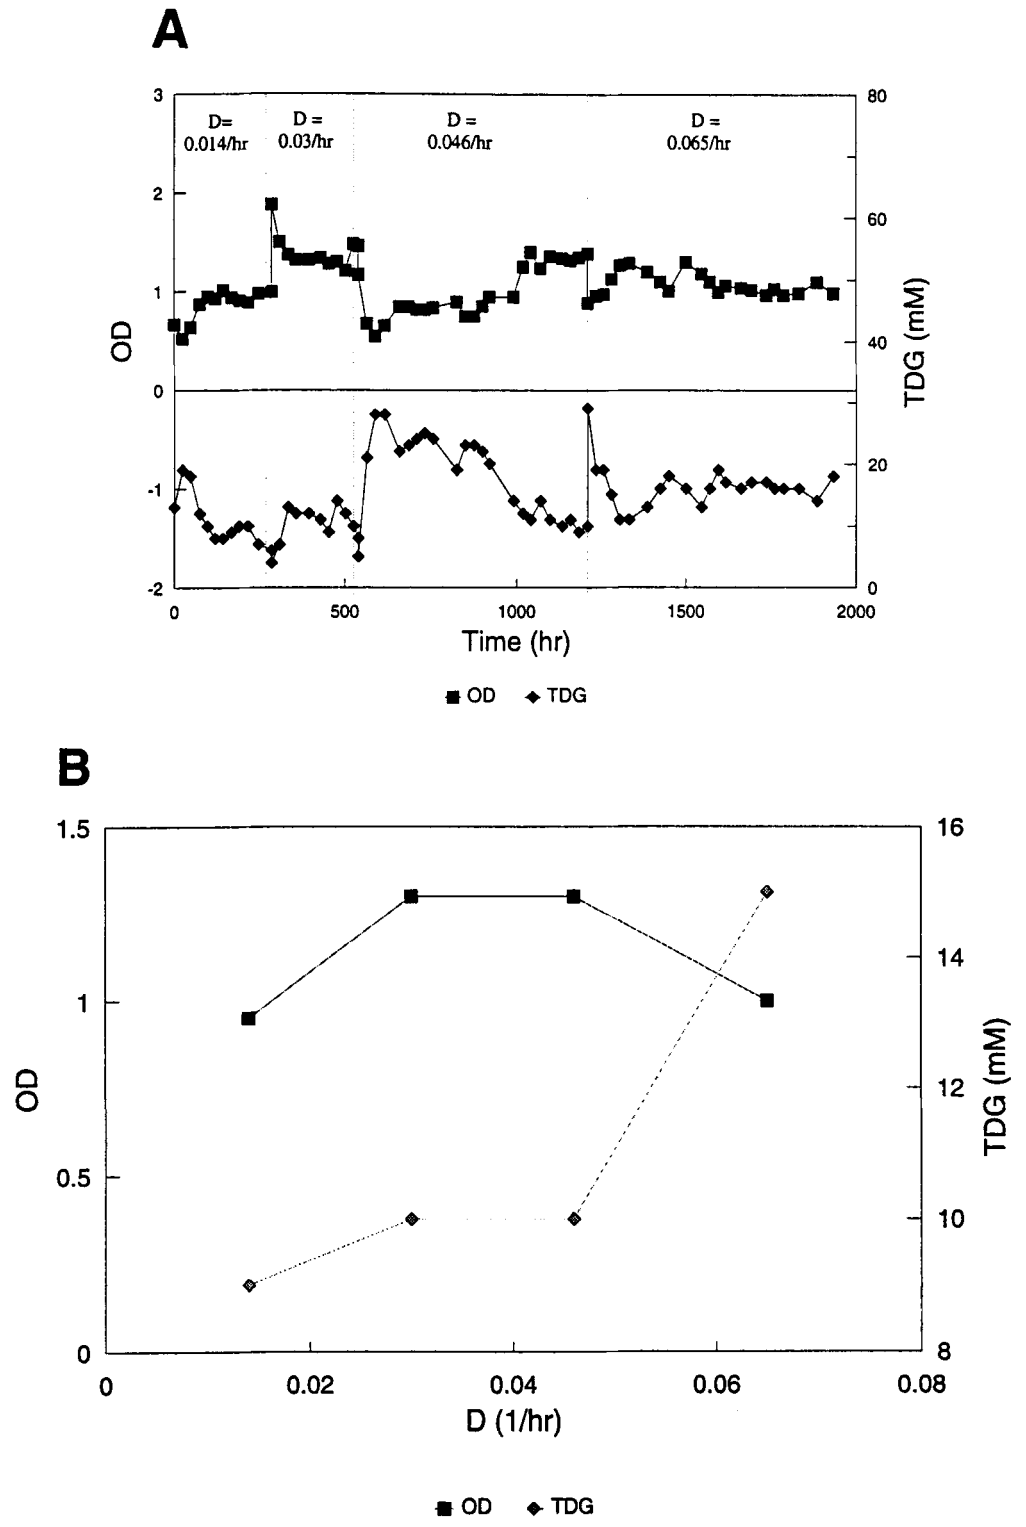 A
3
80
D=
0.014/hr
D =
0.03/hr
D =
0.046/hr
D =
0.065/hr
2
60
1
OD
40
TDG (mM)
0
20
-1
-2
0
0
500
1000
1500
2000
Time (hr)
OD
TDG
B
1.5
16
14
1
OD
12
TDG (mM)
0.5
10
0
8
0
0.02
0.04
0.06
0.08
D (1/hr)
OD
TDG